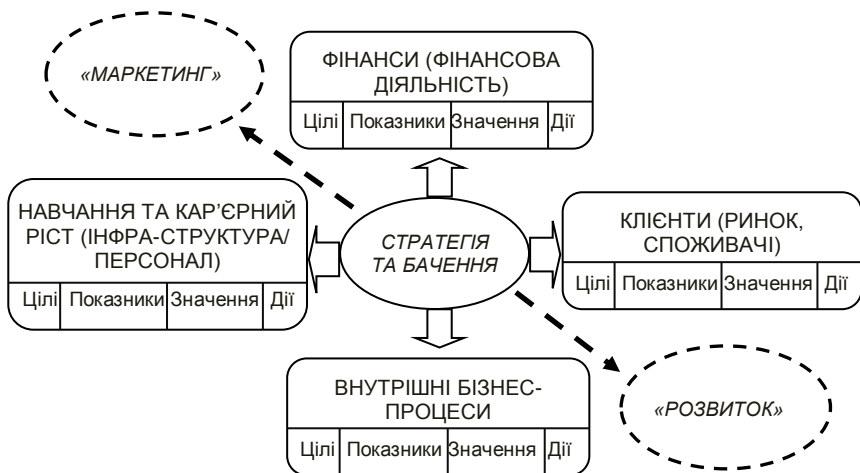 «МАРКЕТИНГ»
ФІНАНСИ (ФІНАНСОВА
ДІЯЛЬНІСТЬ)
Цілі Показники Значення Дії
НАВЧАННЯ ТА КАР’ЄРНИЙ
РІСТ (ІНФРА-СТРУКТУРА/
ПЕРСОНАЛ)
Цілі Показники Значення Дії
СТРАТЕГІЯ
ТА БАЧЕННЯ
КЛІЄНТИ (РИНОК,
СПОЖИВАЧІ)
Цілі Показники Значення Дії
ВНУТРІШНІ БІЗНЕС-
ПРОЦЕСИ
Цілі Показники Значення Дії
«РОЗВИТОК»